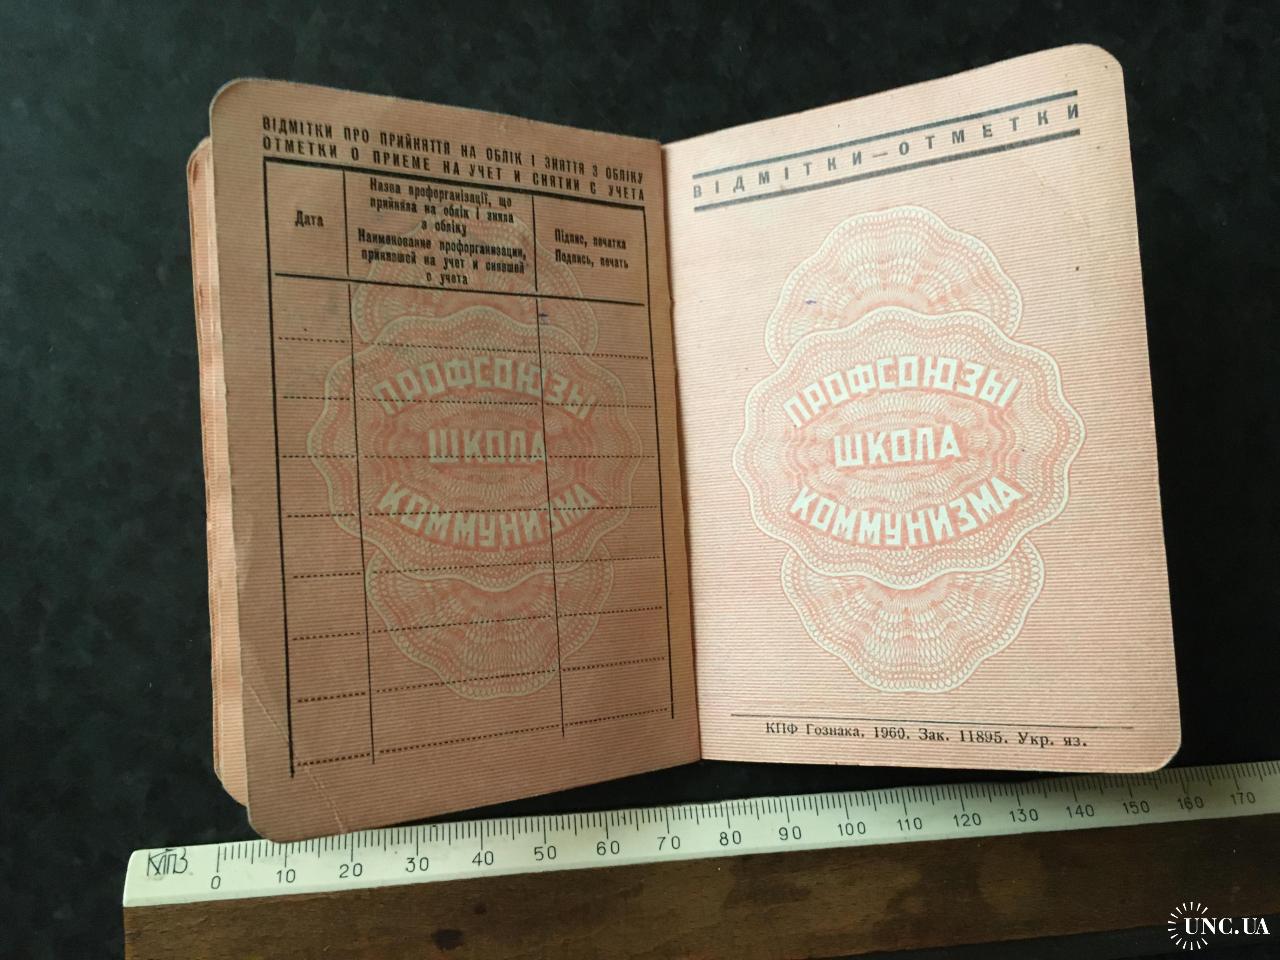 ВІДМІТКИ ПРО ПРИЙНЯТТЯ НА ОБЛІК І ЗНЯТТЯ З ОБЛІКУ
ОТМЕТКИ О ПРИЕМЕ НА УЧЕТ И СНЯТИИ С УЧЕТА
Дата
Назва профорганізації, що
прийняла на облік і зняла
з обліку
Наименование профорганизации,
принявшей на учет и снявшей
с учета
Підпис, печатка
Подпись, печать
ПРОФСОЮЗЫ
ШКОЛА
КОММУНИЗМА
ВІДМІТКИ — ОТМЕТКИ
ПРОФСОЮЗЫ
ШКОЛА
КОММУНИЗМА
КПФ Гознака. 1960. Зак. 11895. Укр. яз.
0 10 20 30 40 50 60 70 80 90 100 110 120 130 140 150 160 170
UNC.UA